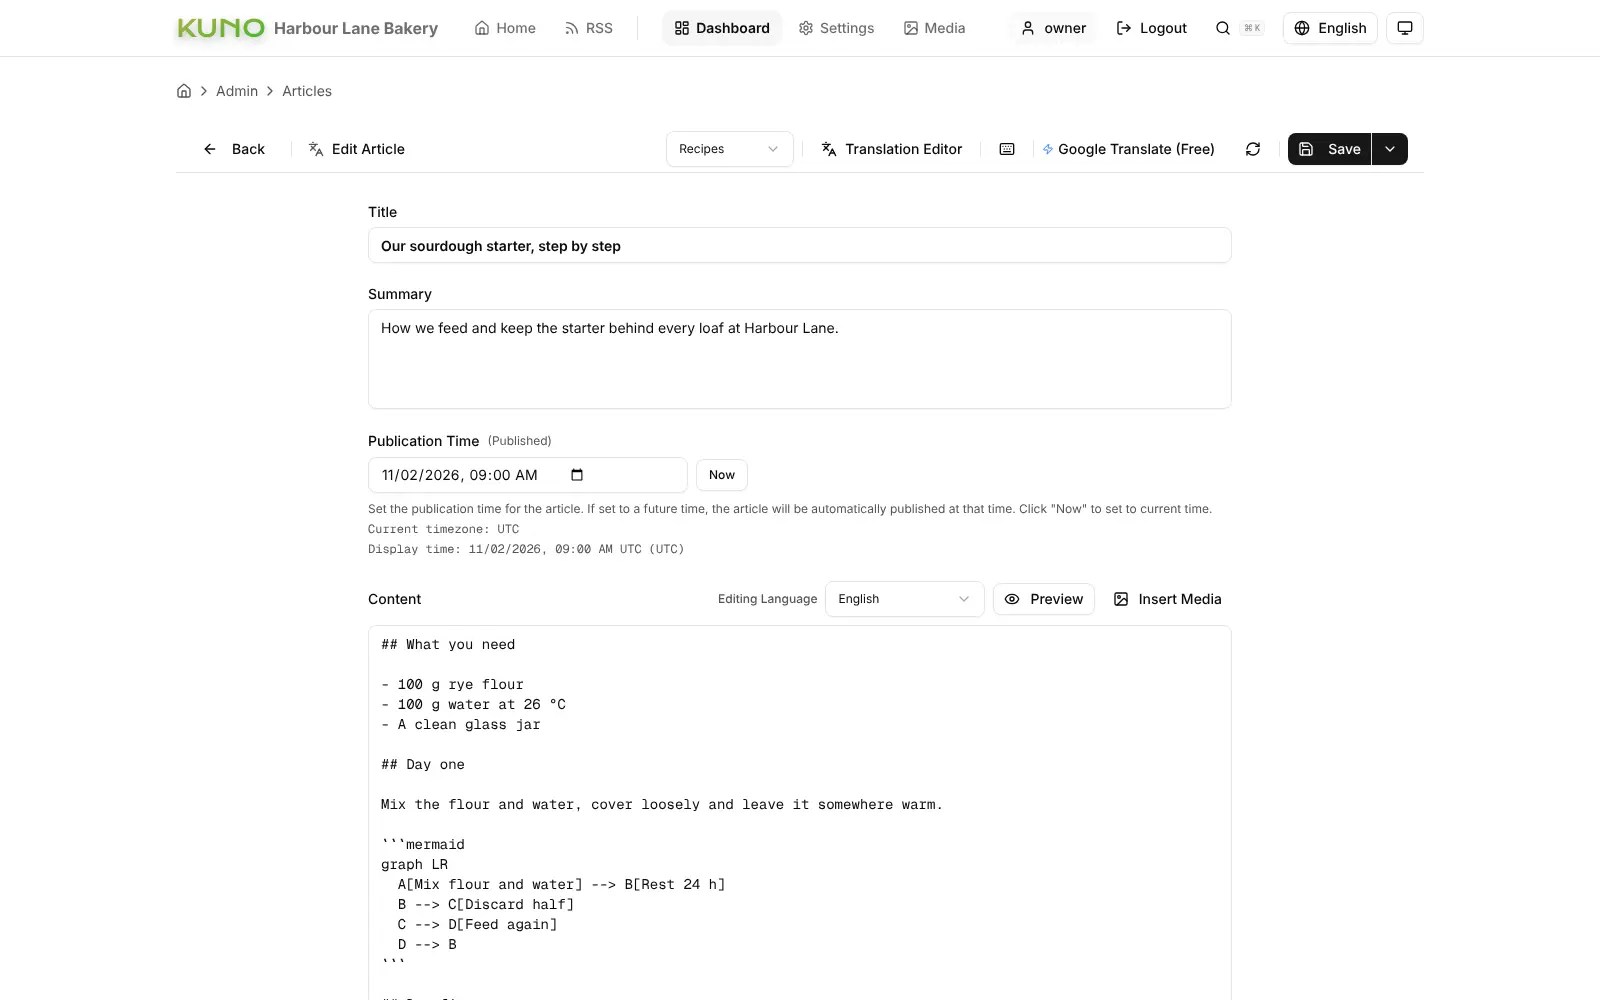 KUNO Harbour Lane Bakery Home RSS Dashboard Settings Media owner Logout ⌘ K English
Admin Articles
Back Edit Article Recipes Translation Editor Google Translate (Free) Save
Title
Our sourdough starter, step by step
Summary
How we feed and keep the starter behind every loaf at Harbour Lane.
Publication Time (Published)
11/02/2026, 09:00 AM Now
Set the publication time for the article. If set to a future time, the article will be automatically published at that time. Click "Now" to set to current time.
Current timezone: UTC
Display time: 11/02/2026, 09:00 AM UTC (UTC)
Content Editing Language English Preview Insert Media
## What you need
- 100 g rye flour
- 100 g water at 26 °C
- A clean glass jar
## Day one
Mix the flour and water, cover loosely and leave it somewhere warm.
```mermaid
graph LR
A[Mix flour and water] --> B[Rest 24 h]
B --> C[Discard half]
C --> D[Feed again]
D --> B
```